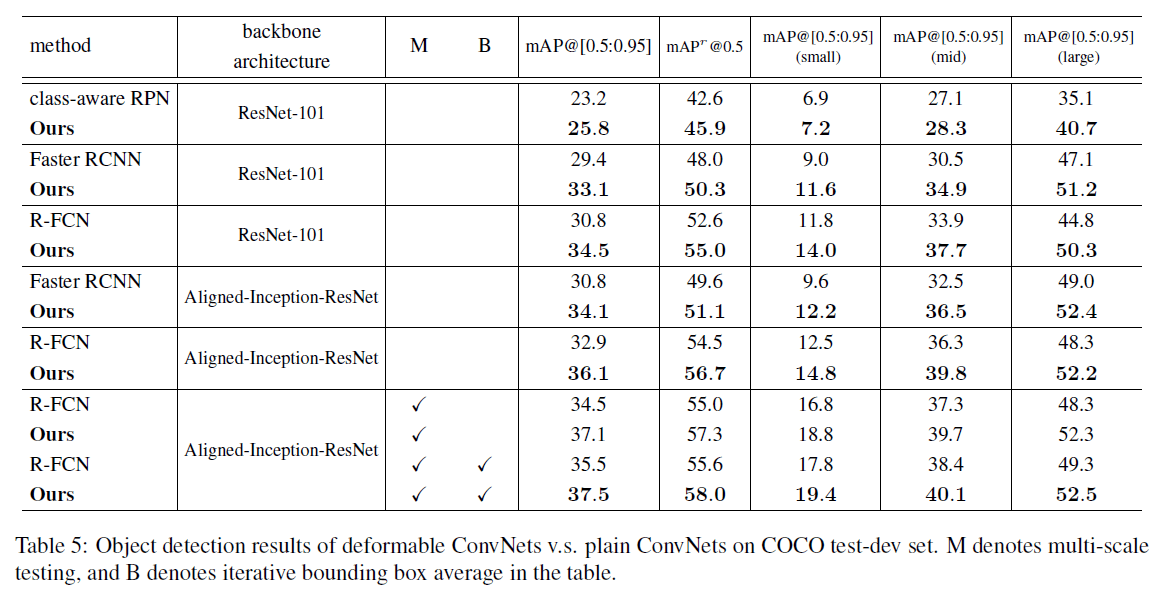 method backbone architecture M B mAP@[0.5:0.95] mAPʳ@0.5 mAP@[0.5:0.95] (small) mAP@[0.5:0.95] (mid) mAP@[0.5:0.95] (large)
class-aware RPN ResNet-101 23.2 42.6 6.9 27.1 35.1
Ours 25.8 45.9 7.2 28.3 40.7
Faster RCNN ResNet-101 29.4 48.0 9.0 30.5 47.1
Ours 33.1 50.3 11.6 34.9 51.2
R-FCN ResNet-101 30.8 52.6 11.8 33.9 44.8
Ours 34.5 55.0 14.0 37.7 50.3
Faster RCNN Aligned-Inception-ResNet 30.8 49.6 9.6 32.5 49.0
Ours 34.1 51.1 12.2 36.5 52.4
R-FCN Aligned-Inception-ResNet 32.9 54.5 12.5 36.3 48.3
Ours 36.1 56.7 14.8 39.8 52.2
R-FCN Aligned-Inception-ResNet ✓ 34.5 55.0 16.8 37.3 48.3
Ours ✓ 37.1 57.3 18.8 39.7 52.3
R-FCN ✓ ✓ 35.5 55.6 17.8 38.4 49.3
Ours ✓ ✓ 37.5 58.0 19.4 40.1 52.5
Table 5: Object detection results of deformable ConvNets v.s. plain ConvNets on COCO test-dev set. M denotes multi-scale
testing, and B denotes iterative bounding box average in the table.